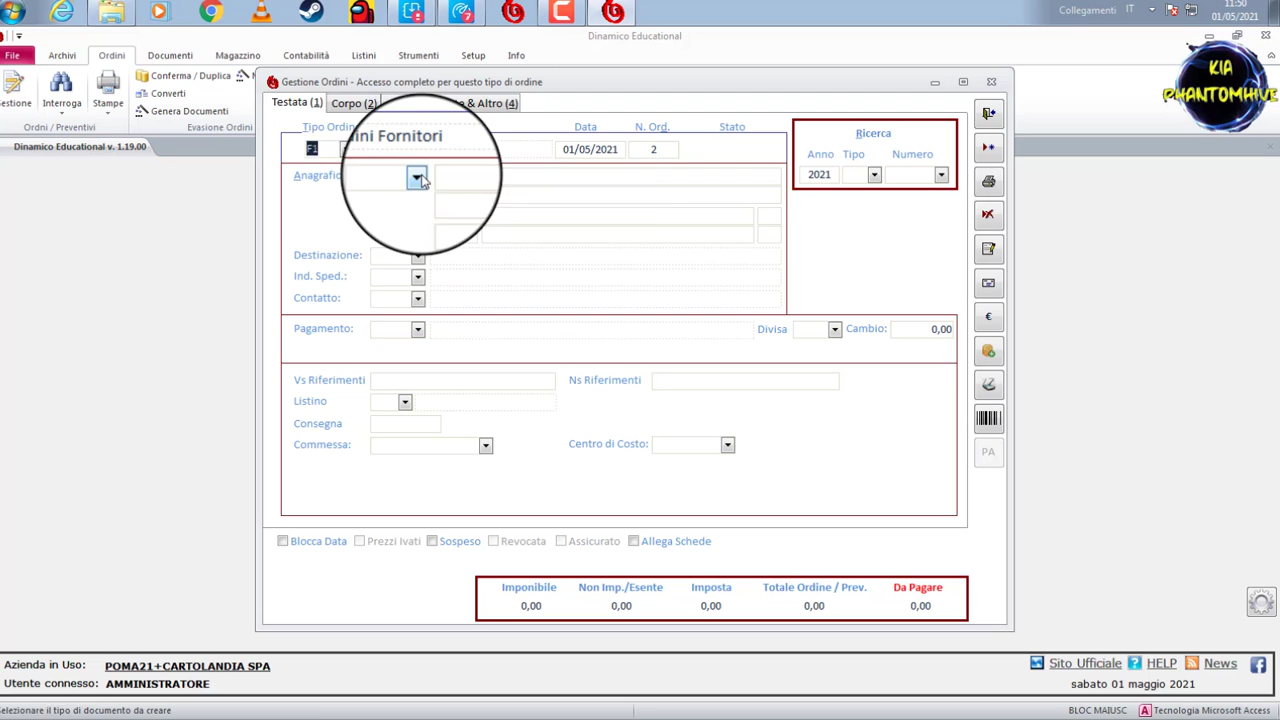 11:50
Collegamenti IT
01/05/2021
Dinamico Educational
File Archivi Ordini Documenti Magazzino Contabilità Listini Strumenti Setup Info
KIA
PHANTOMHIVE
Conferma / Duplica
Converti
Genera Documenti
Gestione Interroga Stampe
Ordni / Preventivi Evasione Ordini
Dinamico Educational v. 1.19.00
Gestione Ordini - Accesso completo per questo tipo di ordine
Testata (1) Corpo (2) & Altro (4)
Tipo Ordin Data N. Ord. Stato
ini Fornitori
F1 01/05/2021 2
Ricerca
Anno Tipo Numero
2021
Anagrafic
Destinazione:
Ind. Sped.:
Contatto:
Pagamento: Divisa Cambio: 0,00
Vs Riferimenti Ns Riferimenti
Listino
Consegna
Commessa: Centro di Costo:
€
PA
Blocca Data Prezzi Ivati Sospeso Revocata Assicurato Allega Schede
Imponibile Non Imp./Esente Imposta Totale Ordine / Prev. Da Pagare
0,00 0,00 0,00 0,00 0,00
Azienda in Uso: POMA21+CARTOLANDIA SPA
Utente connesso: AMMINISTRATORE
Sito Ufficiale HELP News
sabato 01 maggio 2021
Selezionare il tipo di documento da creare
BLOC MAIUSC Tecnologia Microsoft Access